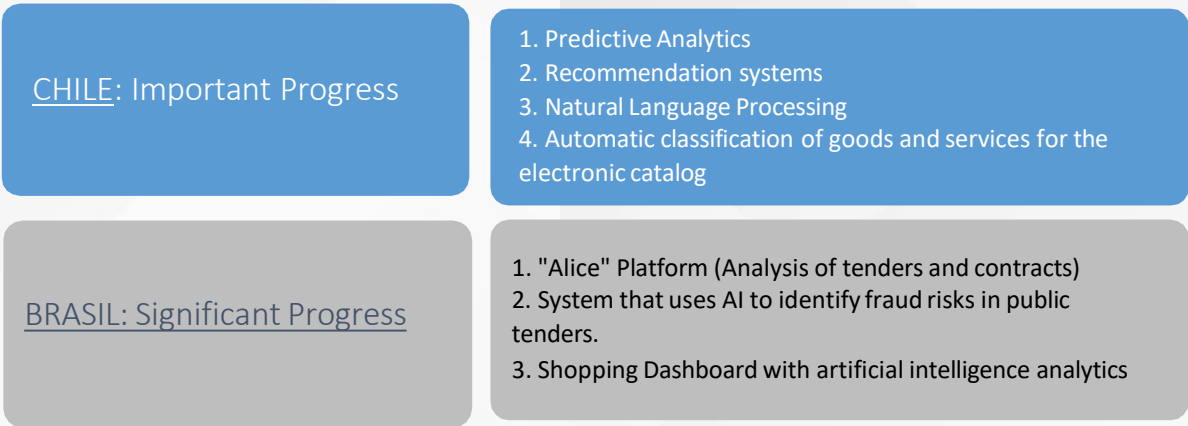 CHILE: Important Progress
1. Predictive Analytics
2. Recommendation systems
3. Natural Language Processing
4. Automatic classification of goods and services for the
electronic catalog
BRASIL: Significant Progress
1. "Alice" Platform (Analysis of tenders and contracts)
2. System that uses AI to identify fraud risks in public
tenders.
3. Shopping Dashboard with artificial intelligence analytics